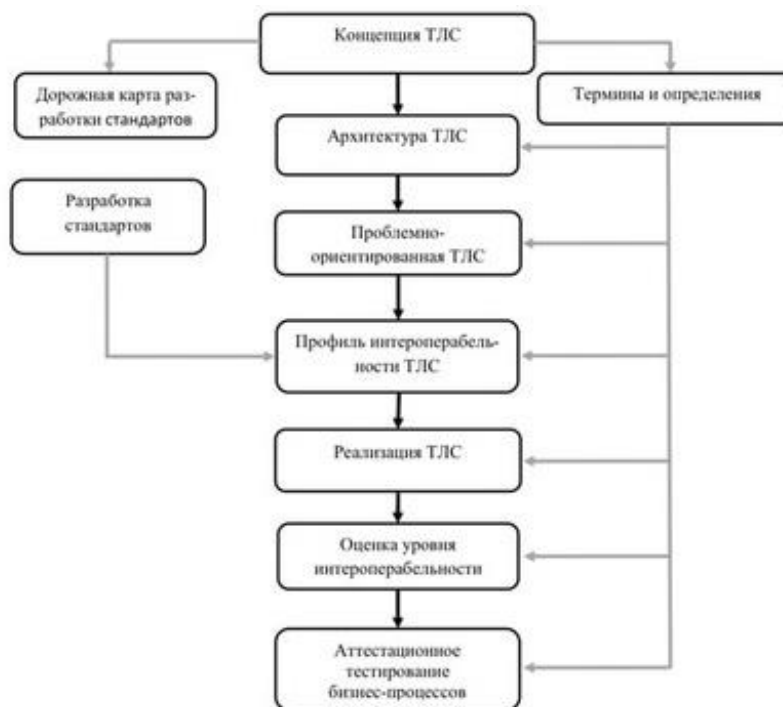 Концепция ТЛС
Дорожная карта раз-
работки стандартов
Термины и определения
Архитектура ТЛС
Разработка
стандартов
Проблемно-
ориентированная ТЛС
Профиль интероперабель-
ности ТЛС
Реализация ТЛС
Оценка уровня
интероперабельности
Аттестационное
тестирование
бизнес-процессов